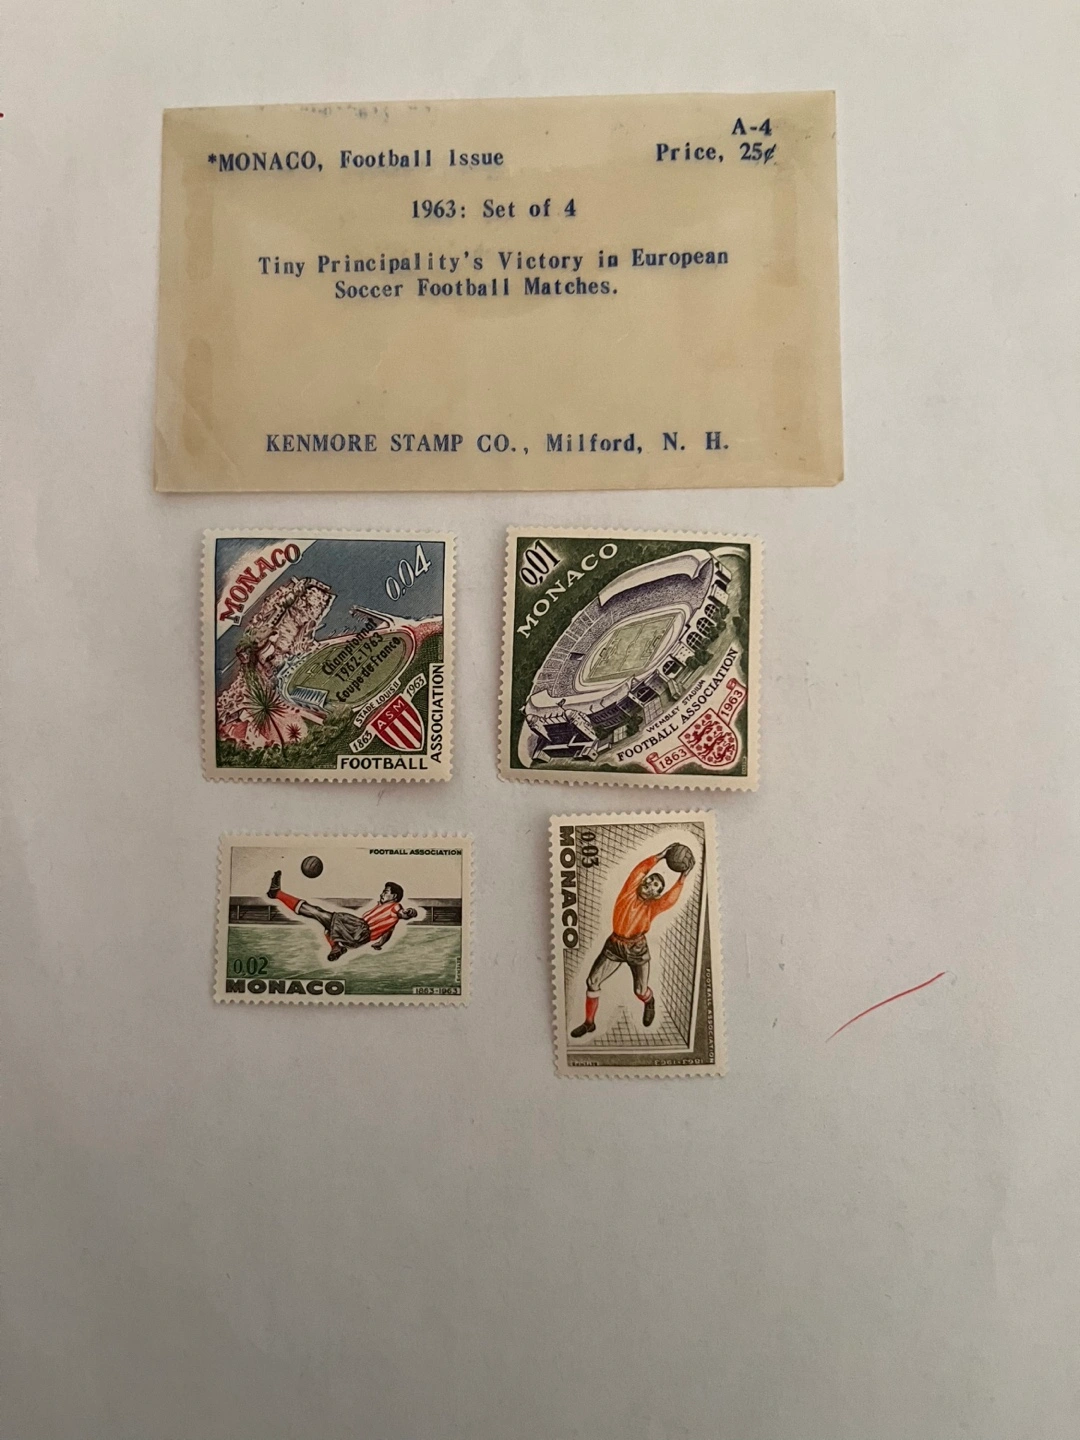 A-4
*MONACO, Football Issue Price, 25¢
1963: Set of 4
Tiny Principality's Victory in European
Soccer Football Matches.
KENMORE STAMP CO., Milford, N. H.
MONACO
0,04
Championnat
1962-1963
Coupe de France
STADE LOUIS II
ASM
1863 1963
FOOTBALL
ASSOCIATION
0,01
MONACO
WEMBLEY STADIUM
FOOTBALL ASSOCIATION
1863 1963
FOOTBALL ASSOCIATION
0,02
MONACO
1863-1963
0,03
MONACO
FOOTBALL ASSOCIATION
1863-1963